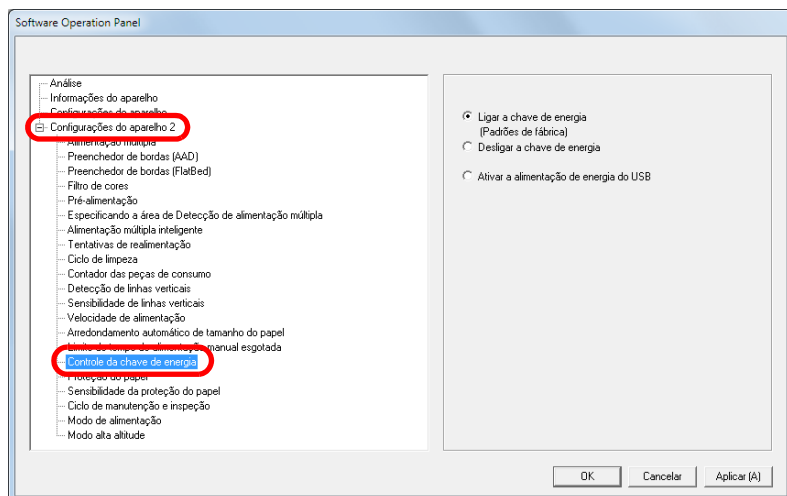 Software Operation Panel
Análise
Informações do aparelho
Configurações do aparelho
Configurações do aparelho 2
Alimentação múltipla
Preenchedor de bordas (AAD)
Preenchedor de bordas (FlatBed)
Filtro de cores
Pré-alimentação
Especificando a área de Detecção de alimentação múltipla
Alimentação múltipla inteligente
Tentativas de realimentação
Ciclo de limpeza
Contador das peças de consumo
Detecção de linhas verticais
Sensibilidade de linhas verticais
Velocidade de alimentação
Arredondamento automático de tamanho do papel
Limite de tempo de alimentação manual esgotada
Controle da chave de energia
Proteção do papel
Sensibilidade da proteção do papel
Ciclo de manutenção e inspeção
Modo de alimentação
Modo alta altitude
Ligar a chave de energia
(Padrões de fábrica)
Desligar a chave de energia
Ativar a alimentação de energia do USB
OK
Cancelar
Aplicar (A)